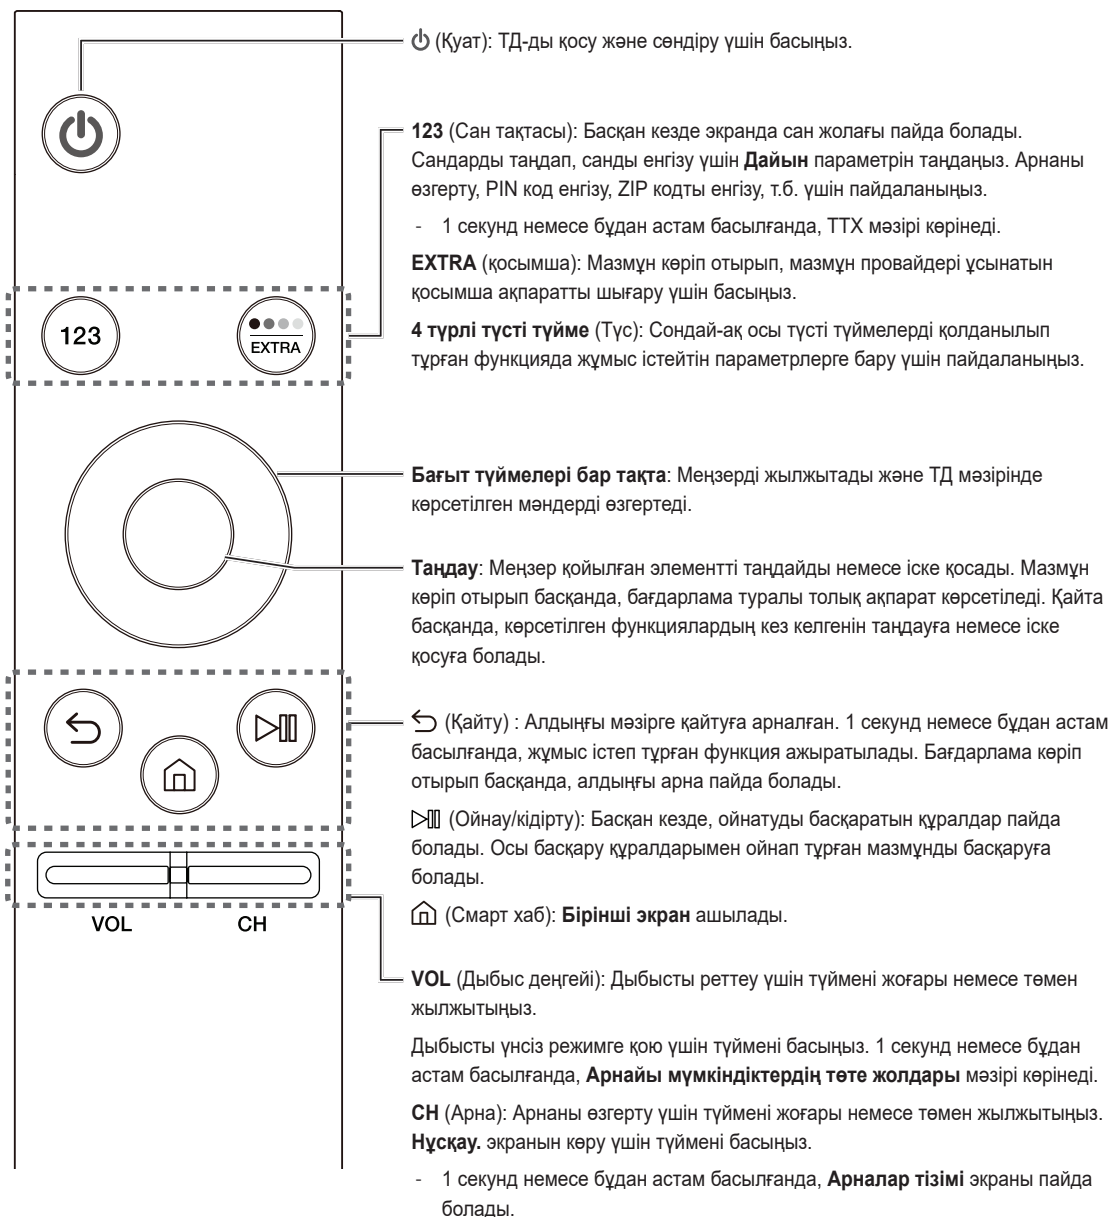 (Қуат): ТД-ды қосу және сөндіру үшін басыңыз.
123 (Сан тақтасы): Басқан кезде экранда сан жолағы пайда болады.
Сандарды таңдап, санды енгізу үшін Дайын параметрін таңдаңыз. Арнаны
өзгерту, PIN код енгізу, ZIP кодты енгізу, т.б. үшін пайдаланыңыз.
- 1 секунд немесе бұдан астам басылғанда, TTX мәзірі көрінеді.
EXTRA (қосымша): Мазмұн көріп отырып, мазмұн провайдері ұсынатын
қосымша ақпаратты шығару үшін басыңыз.
4 түрлі түсті түйме (Түс): Сондай-ақ осы түсті түймелерді қолданылып
тұрған функцияда жұмыс істейтін параметрлерге бару үшін пайдаланыңыз.
123
EXTRA
Бағыт түймелері бар тақта: Меңзерді жылжытады және ТД мәзірінде
көрсетілген мәндерді өзгертеді.
Таңдау: Меңзер қойылған элементті таңдайды немесе іске қосады. Мазмұн
көріп отырып басқанда, бағдарлама туралы толық ақпарат көрсетіледі. Қайта
басқанда, көрсетілген функциялардың кез келгенін таңдауға немесе іске
қосуға болады.
(Қайту) : Алдыңғы мәзірге қайтуға арналған. 1 секунд немесе бұдан астам
басылғанда, жұмыс істеп тұрған функция ажыратылады. Бағдарлама көріп
отырып басқанда, алдыңғы арна пайда болады.
(Ойнау/кідірту): Басқан кезде, ойнатуды басқаратын құралдар пайда
болады. Осы басқару құралдарымен ойнап тұрған мазмұнды басқаруға
болады.
(Смарт хаб): Бірінші экран ашылады.
VOL CH
VOL (Дыбыс деңгейі): Дыбысты реттеу үшін түймені жоғары немесе төмен
жылжытыңыз.
Дыбысты үнсіз режимге қою үшін түймені басыңыз. 1 секунд немесе бұдан
астам басылғанда, Арнайы мүмкіндіктердің төте жолдары мәзірі көрінеді.
CH (Арна): Арнаны өзгерту үшін түймені жоғары немесе төмен жылжытыңыз.
Нұсқау. экранын көру үшін түймені басыңыз.
- 1 секунд немесе бұдан астам басылғанда, Арналар тізімі экраны пайда
болады.